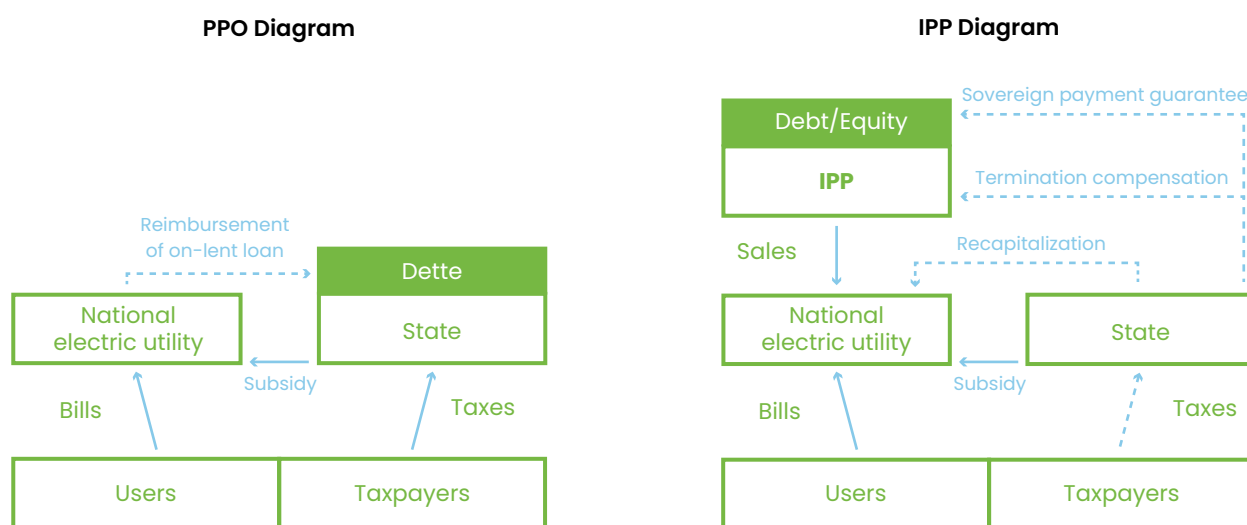 PPO Diagram
Reimbursement
of on-lent loan
Dette
National
electric utility
State
Subsidy
Bills
Taxes
Users
Taxpayers
IPP Diagram
Sovereign payment guarantee
Debt/Equity
IPP
Termination compensation
Sales
Recapitalization
National
electric utility
State
Subsidy
Bills
Taxes
Users
Taxpayers